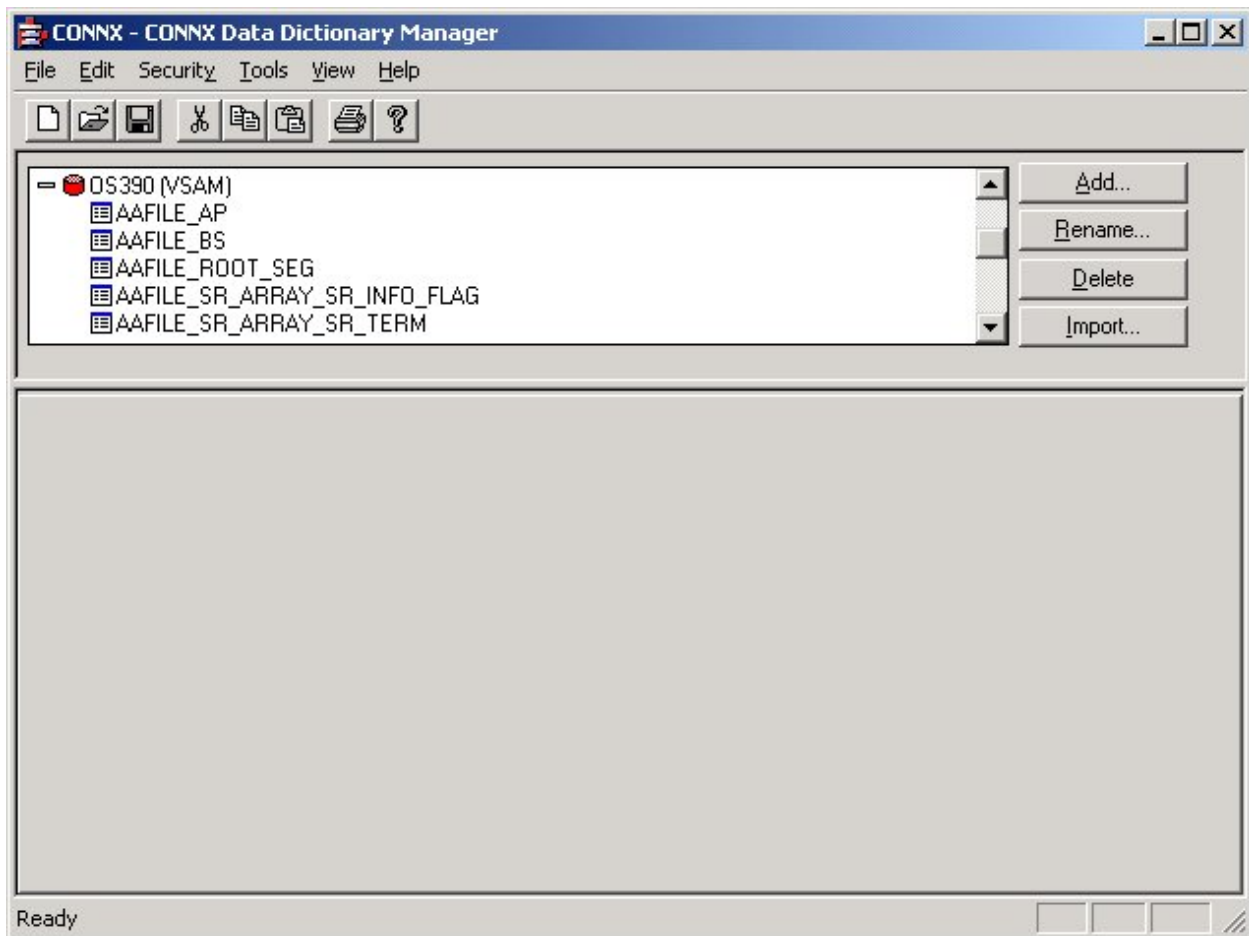 CONNX - CONNX Data Dictionary Manager
File Edit Security Tools View Help
OS390 (VSAM)
AAFILE_AP
AAFILE_BS
AAFILE_ROOT_SEG
AAFILE_SR_ARRAY_SR_INFO_FLAG
AAFILE_SR_ARRAY_SR_TERM
Add...
Rename...
Delete
Import...
Ready